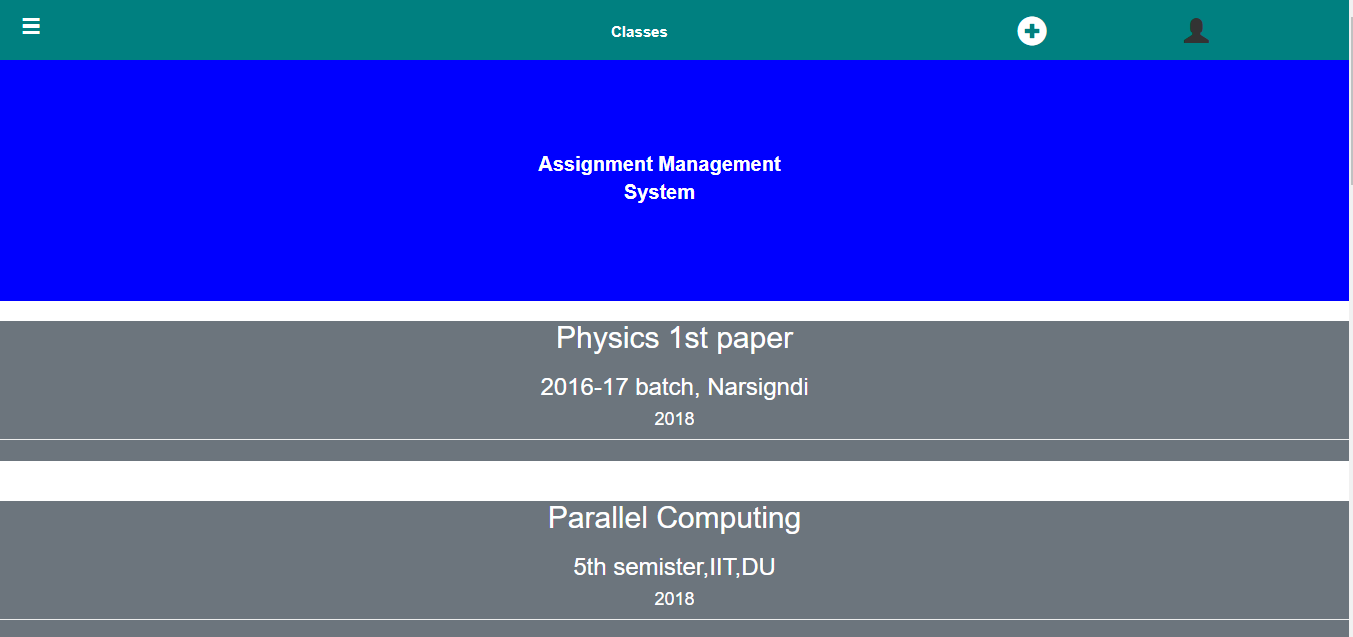 Classes
Assignment Management
System
Physics 1st paper
2016-17 batch, Narsigndi
2018
Parallel Computing
5th semister,IIT,DU
2018